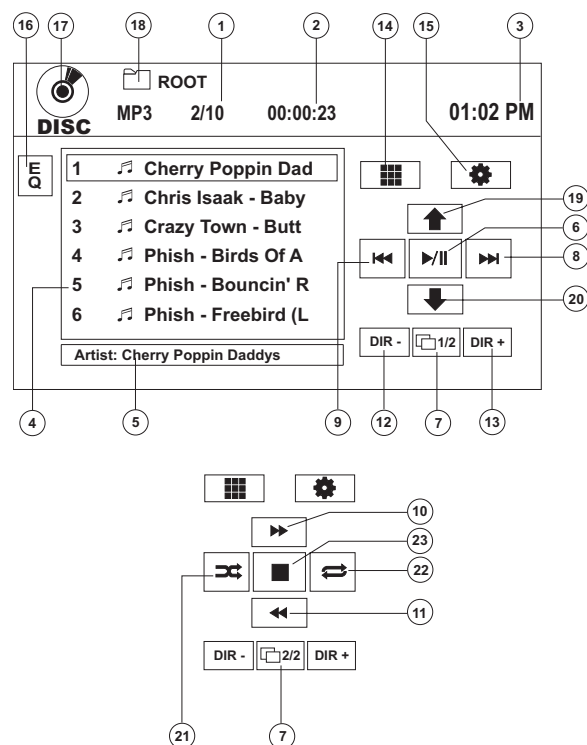 16 17 18 1 2 14 15 3
ROOT
DISC MP3 2/10 00:00:23 01:02 PM
EQ
1 Cherry Poppin Dad
2 Chris Isaak - Baby
3 Crazy Town - Butt
4 Phish - Birds Of A
5 Phish - Bouncin' R
6 Phish - Freebird (L
19
6
8
20
DIR - 1/2 DIR +
Artist: Cherry Poppin Daddys
4 5 9 12 7 13
10
23
22
11
DIR - 2/2 DIR +
21 7